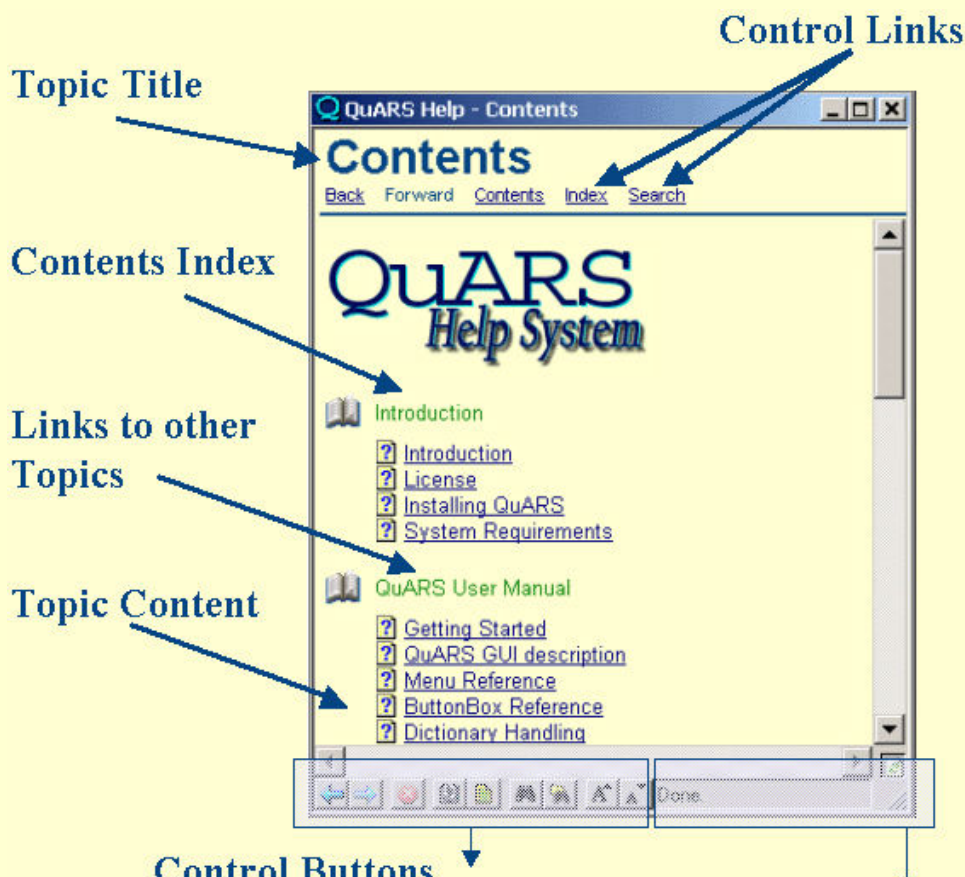 Control Links
Topic Title
QuARS Help - Contents
Contents
Back Forward Contents Index Search
Contents Index
QuARS
Help System
Introduction
Links to other
Topics
Introduction
License
Installing QuARS
System Requirements
QuARS User Manual
Topic Content
Getting Started
QuARS GUI description
Menu Reference
ButtonBox Reference
Dictionary Handling
Done.
Control Buttons